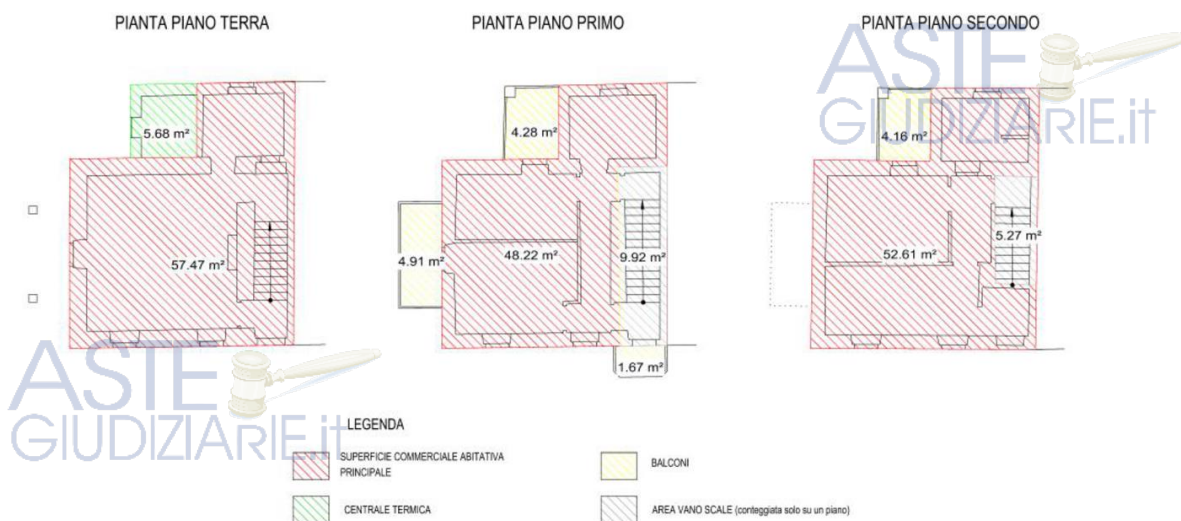 PIANTA PIANO TERRA
PIANTA PIANO PRIMO
PIANTA PIANO SECONDO
ASTE
GIUDIZIARIE.it
5.68 m²
4.28 m²
4.16 m²
57.47 m²
4.91 m²
48.22 m²
9.92 m²
52.61 m²
5.27 m²
1.67 m²
ASTE
GIUDIZIARIE.it
LEGENDA
SUPERFICIE COMMERCIALE ABITATIVA
PRINCIPALE
BALCONI
CENTRALE TERMICA
AREA VANO SCALE (conteggiata solo su un piano)